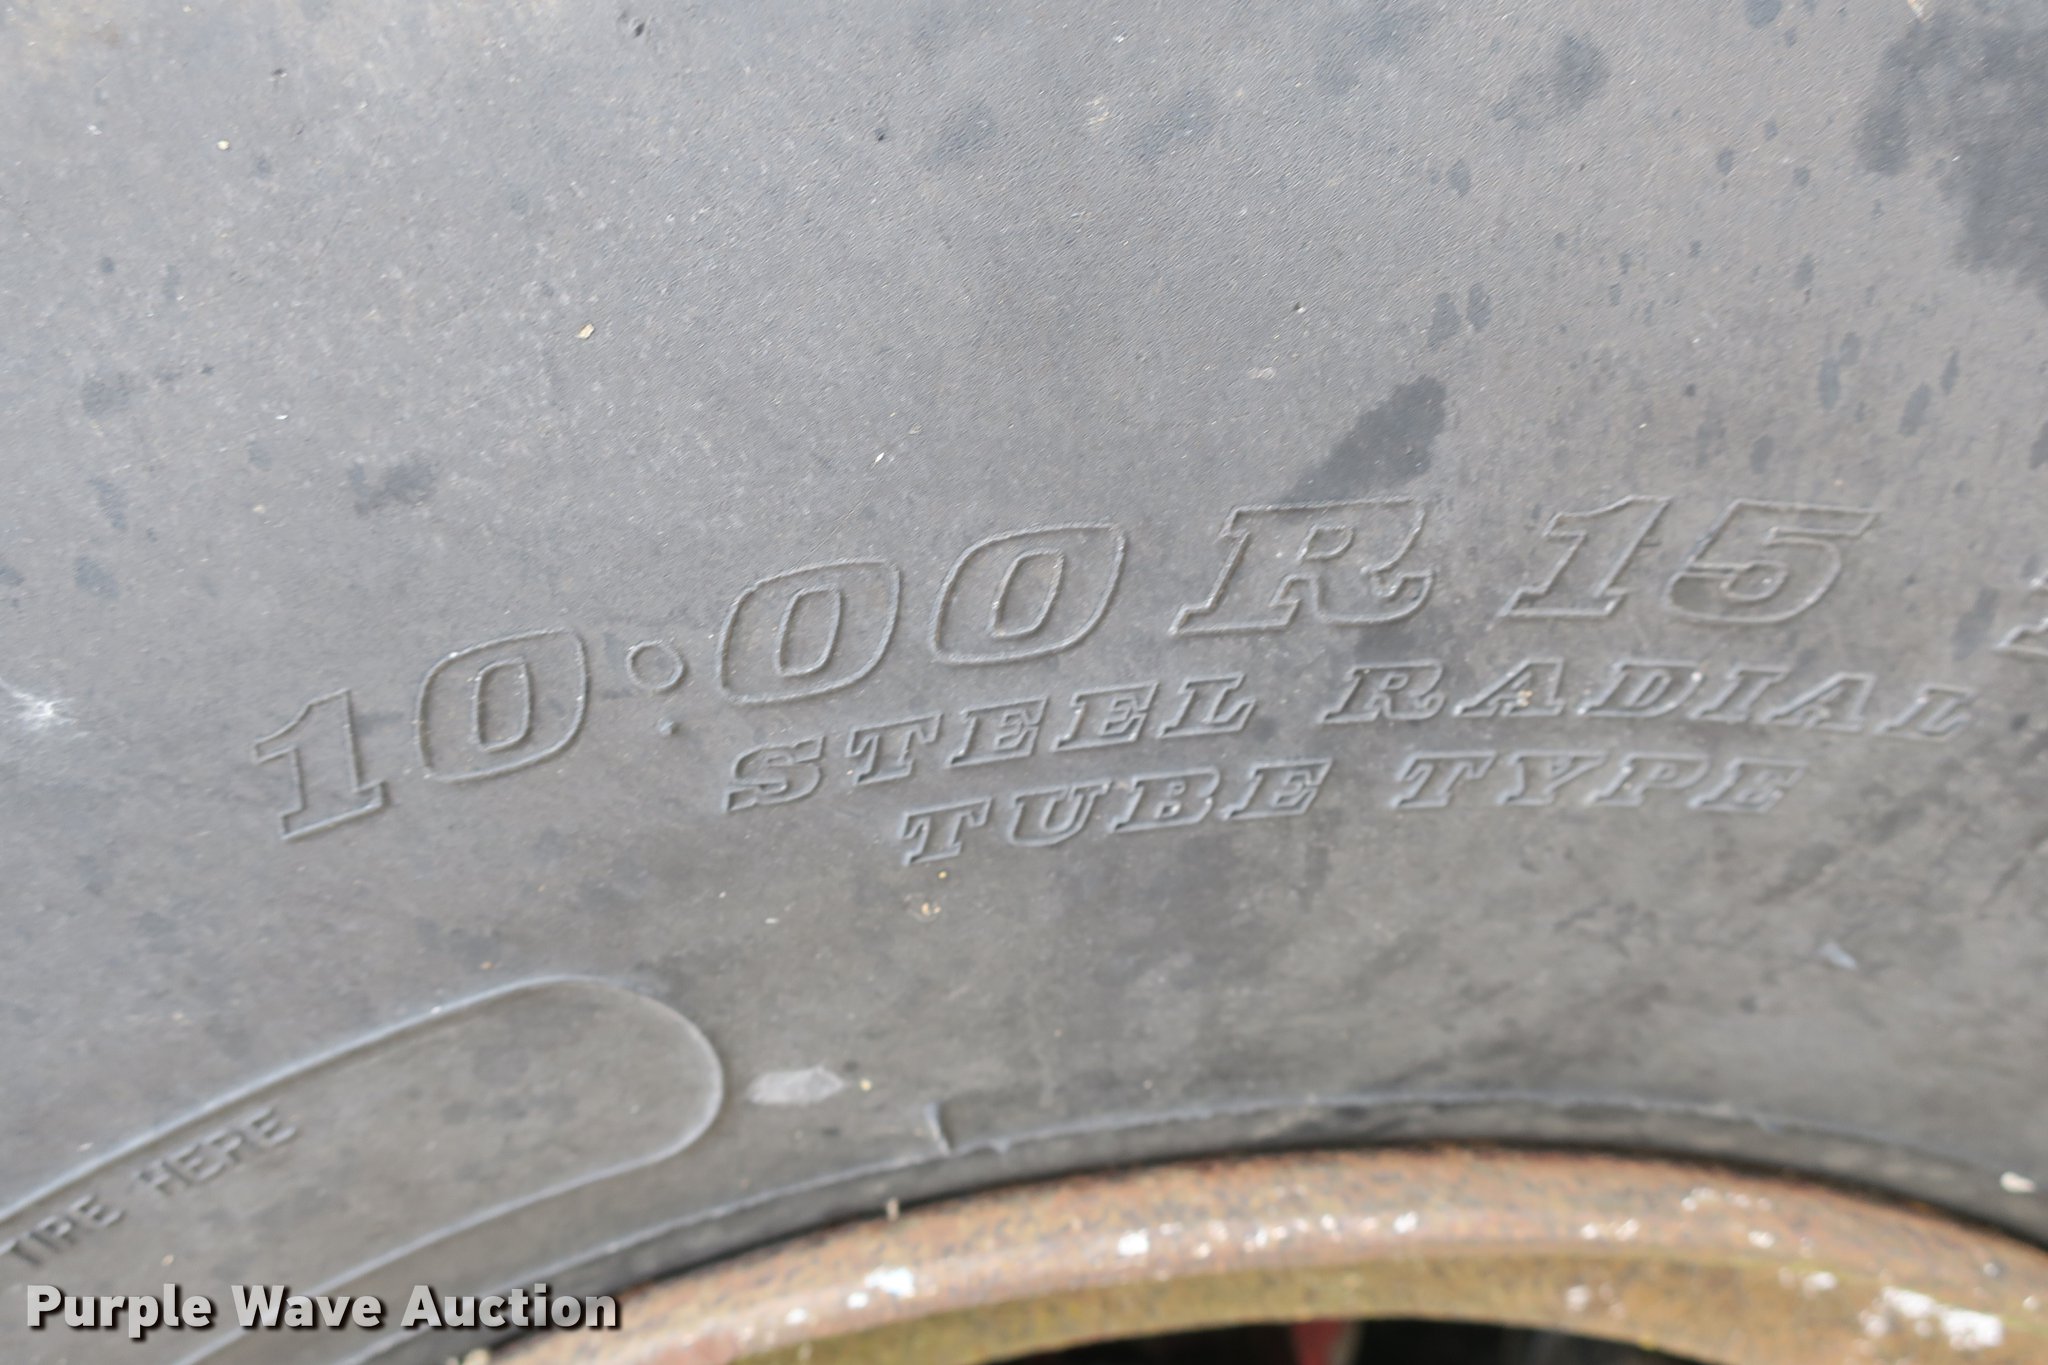 10.00 R 15
STEEL RADIAL
TUBE TYPE
TIRE HERE
Purple Wave Auction